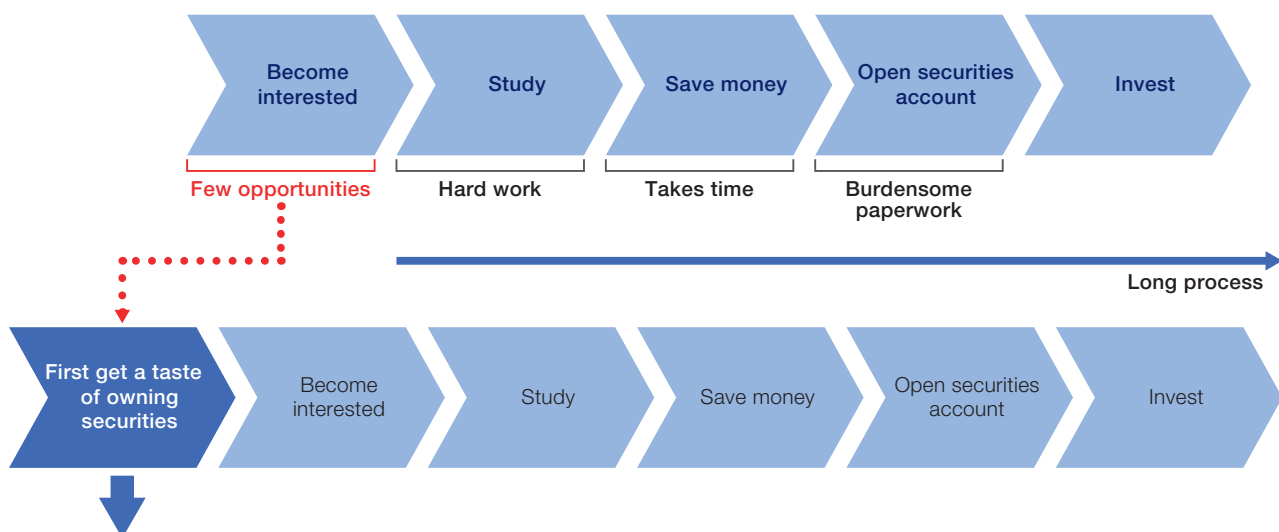 Become
interested
Study
Save money
Open securities
account
Invest
Few opportunities
Hard work
Takes time
Burdensome
paperwork
Long process
First get a taste
of owning
securities
Become
interested
Study
Save money
Open securities
account
Invest